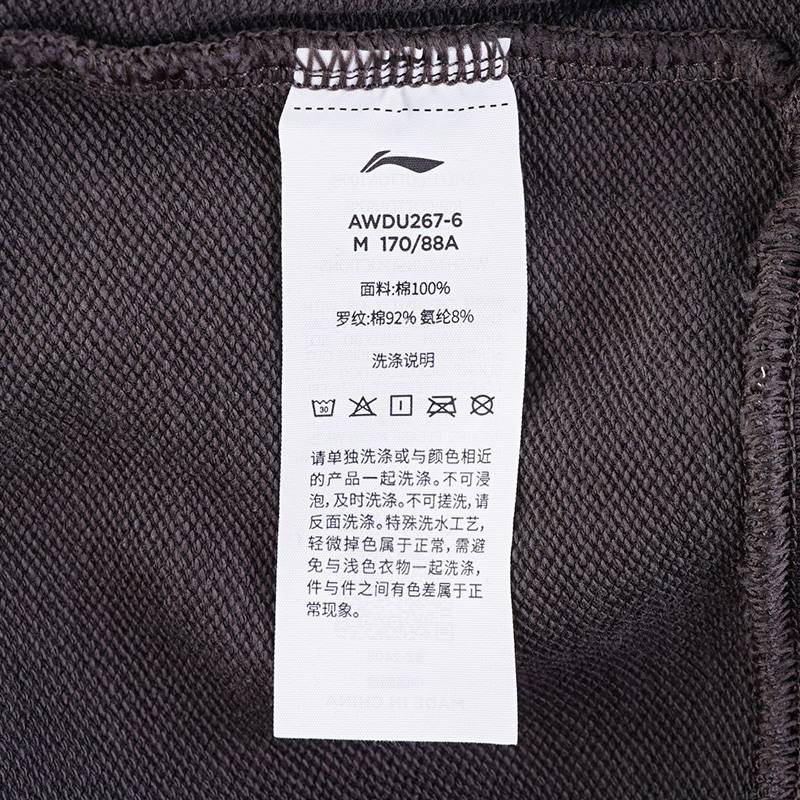 AWDU267-6
M 170/88A
面料:棉100%
罗纹:棉92% 氨纶8%
洗涤说明
30
请单独洗涤或与颜色相近
的产品一起洗涤。不可浸
泡,及时洗涤。不可搓洗,请
反面洗涤。特殊洗水工艺,
轻微掉色属于正常,需避
免与浅色衣物一起洗涤,
件与件之间有色差属于正
常现象。
MADE IN CHINA